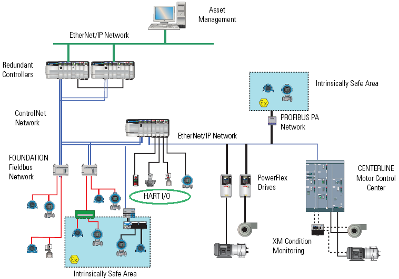 Asset
Management
EtherNet/IP Network
Redundant
Controllers
Intrinsically Safe Area
ControlNet
Network
PROFIBUS PA
Network
EtherNet/IP Network
FOUNDATION
Fieldbus
Network
HART I/O
PowerFlex
Drives
CENTERLINE
Motor Control
Center
XM Condition
Monitoring
Intrinsically Safe Area